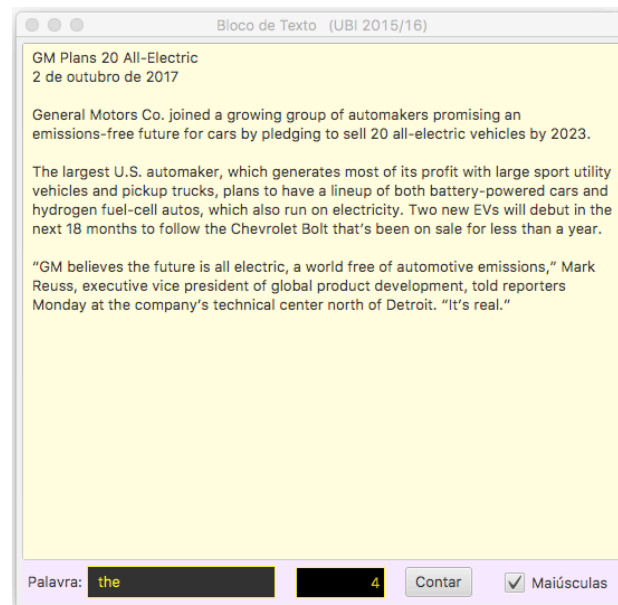 Bloco de Texto (UBI 2015/16)
GM Plans 20 All-Electric
2 de outubro de 2017
General Motors Co. joined a growing group of automakers promising an
emissions-free future for cars by pledging to sell 20 all-electric vehicles by 2023.
The largest U.S. automaker, which generates most of its profit with large sport utility
vehicles and pickup trucks, plans to have a lineup of both battery-powered cars and
hydrogen fuel-cell autos, which also run on electricity. Two new EVs will debut in the
next 18 months to follow the Chevrolet Bolt that's been on sale for less than a year.
“GM believes the future is all electric, a world free of automotive emissions,” Mark
Reuss, executive vice president of global product development, told reporters
Monday at the company’s technical center north of Detroit. “It’s real.”
Palavra: the 4 Contar Maiúsculas